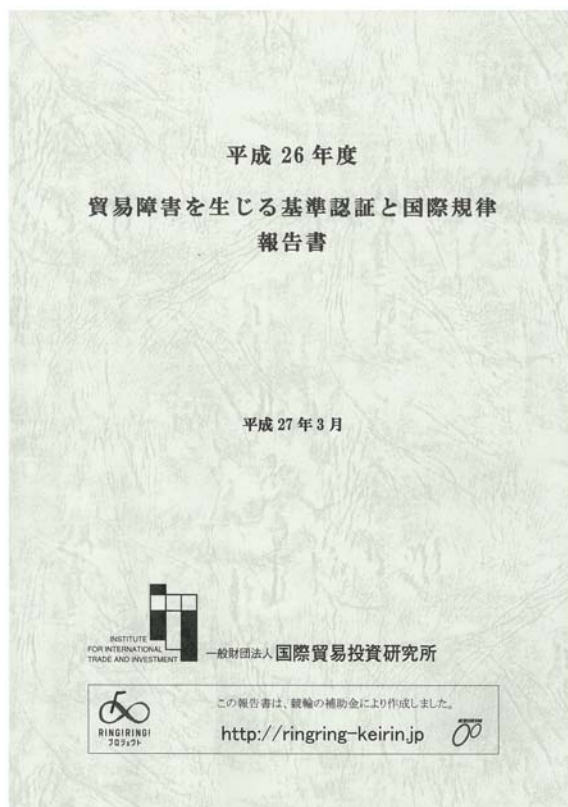 平成 26 年度
貿易障害を生じる基準認証と国際規律
報告書
平成 27 年 3 月
INSTITUTE
FOR INTERNATIONAL
TRADE AND INVESTMENT
一般財団法人 国際貿易投資研究所
この報告書は、競輪の補助金により作成しました。
RING!RING!
プロジェクト
http://ringring-keirin.jp
KEIRIN